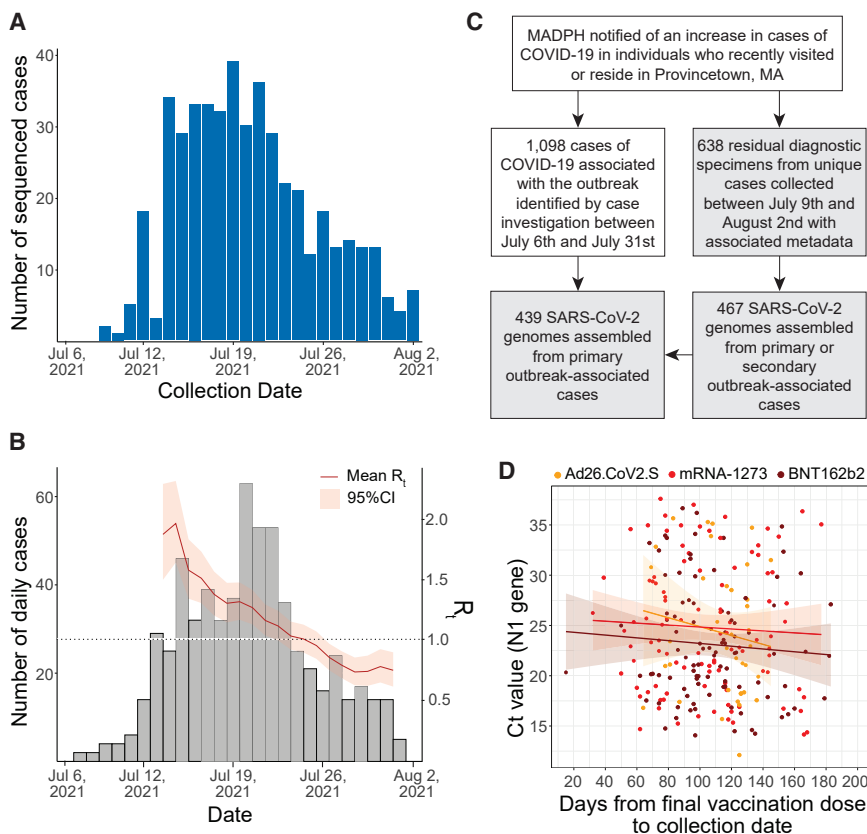 A
Number of sequenced cases
40
30
20
10
Jul 6,
2021
Jul 12,
2021
Jul 19,
2021
Jul 26,
2021
Aug 2,
2021
Collection Date
B
Number of daily cases
60
40
20
Mean Rt
95%CI
2.0
1.5
1.0
0.5
Rt
Jul 6,
2021
Jul 12,
2021
Jul 19,
2021
Jul 26,
2021
Aug 2,
2021
Date
C
MADPH notified of an increase in cases of
COVID-19 in individuals who recently visited
or reside in Provincetown, MA
1,098 cases of
COVID-19 associated
with the outbreak
identified by case
investigation between
July 6th and July 31st
638 residual diagnostic
specimens from unique
cases collected
between July 9th and
August 2nd with
associated metadata
439 SARS-CoV-2
genomes assembled
from primary
outbreak-associated
cases
467 SARS-CoV-2
genomes assembled
from primary or
secondary
outbreak-associated
cases
D
Ad26.CoV2.S mRNA-1273 BNT162b2
Ct value (N1 gene)
35
30
25
20
15
20 40 60 80 100 120 140 160 180 200
Days from final vaccination dose
to collection date